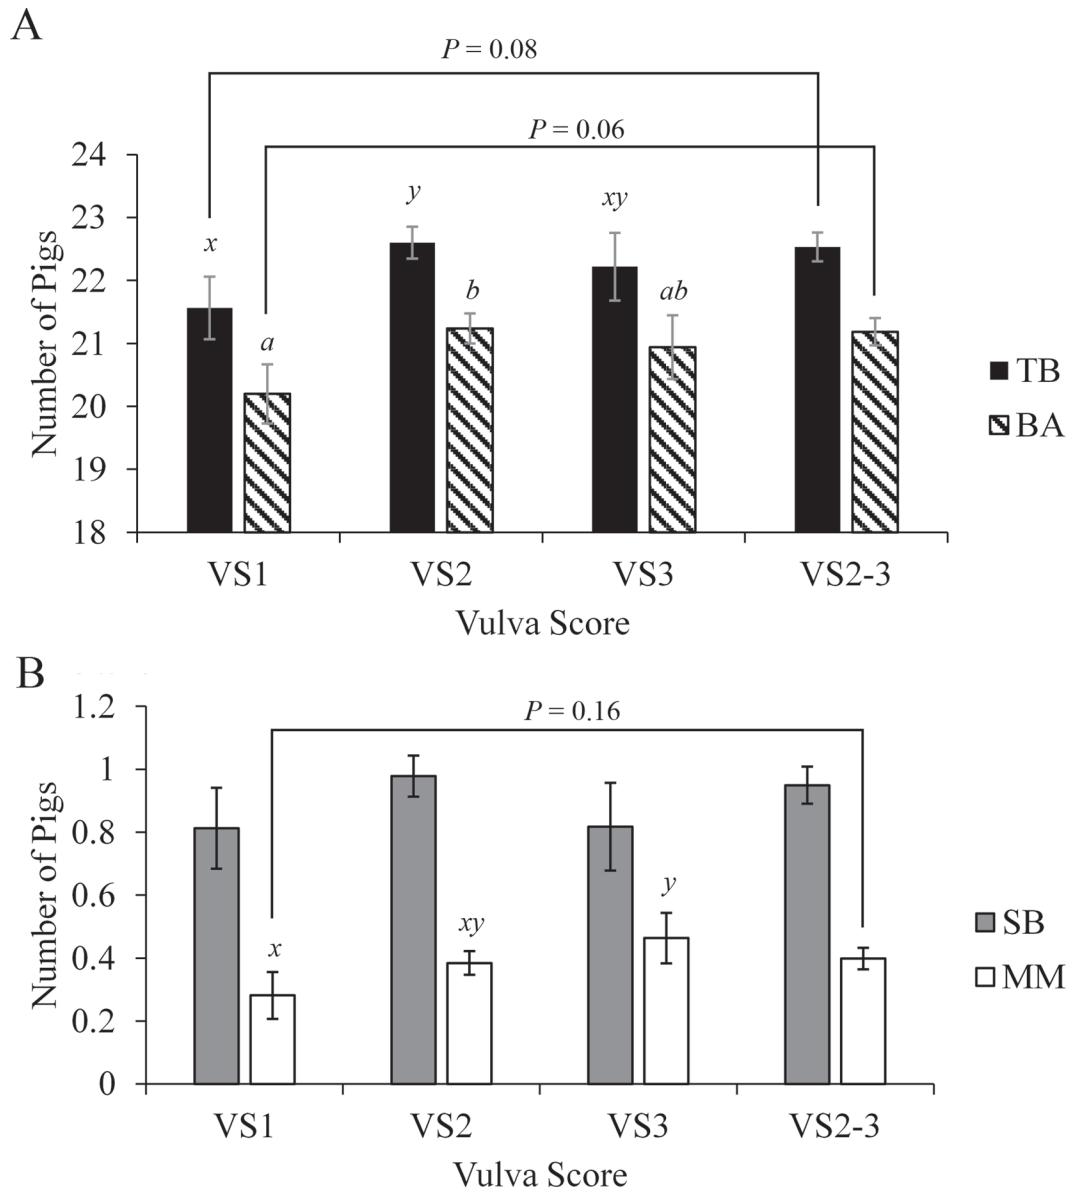 A
P = 0.08
P = 0.06
24
23
22
21
20
19
18
Number of Pigs
x
a
y
b
xy
ab
TB
BA
VS1 VS2 VS3 VS2-3
Vulva Score
B
P = 0.16
1.2
1
0.8
0.6
0.4
0.2
0
Number of Pigs
x
xy
y
SB
MM
VS1 VS2 VS3 VS2-3
Vulva Score